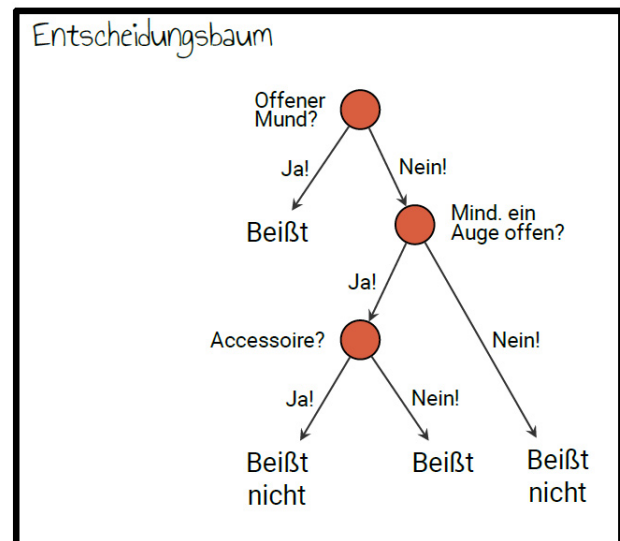 Entscheidungsbaum
Offener
Mund?
Ja!
Nein!
Beißt
Mind. ein
Auge offen?
Ja!
Nein!
Accessoire?
Ja!
Nein!
Beißt
nicht
Beißt
Beißt
nicht